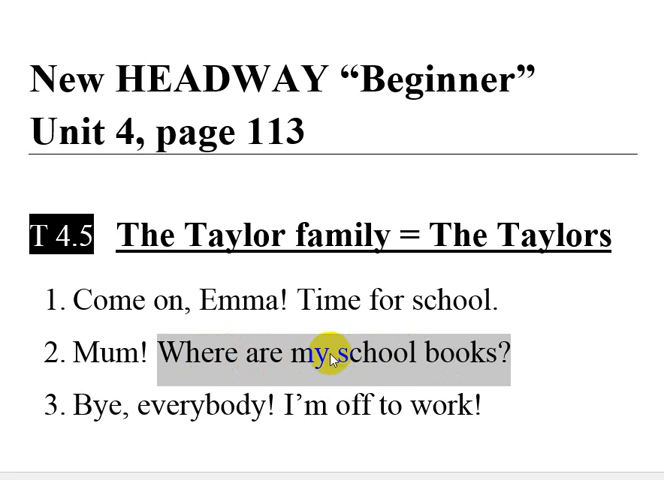 New HEADWAY “Beginner”
Unit 4, page 113
T 4.5 The Taylor family = The Taylors
1. Come on, Emma! Time for school.
2. Mum! Where are my school books?
3. Bye, everybody! I’m off to work!